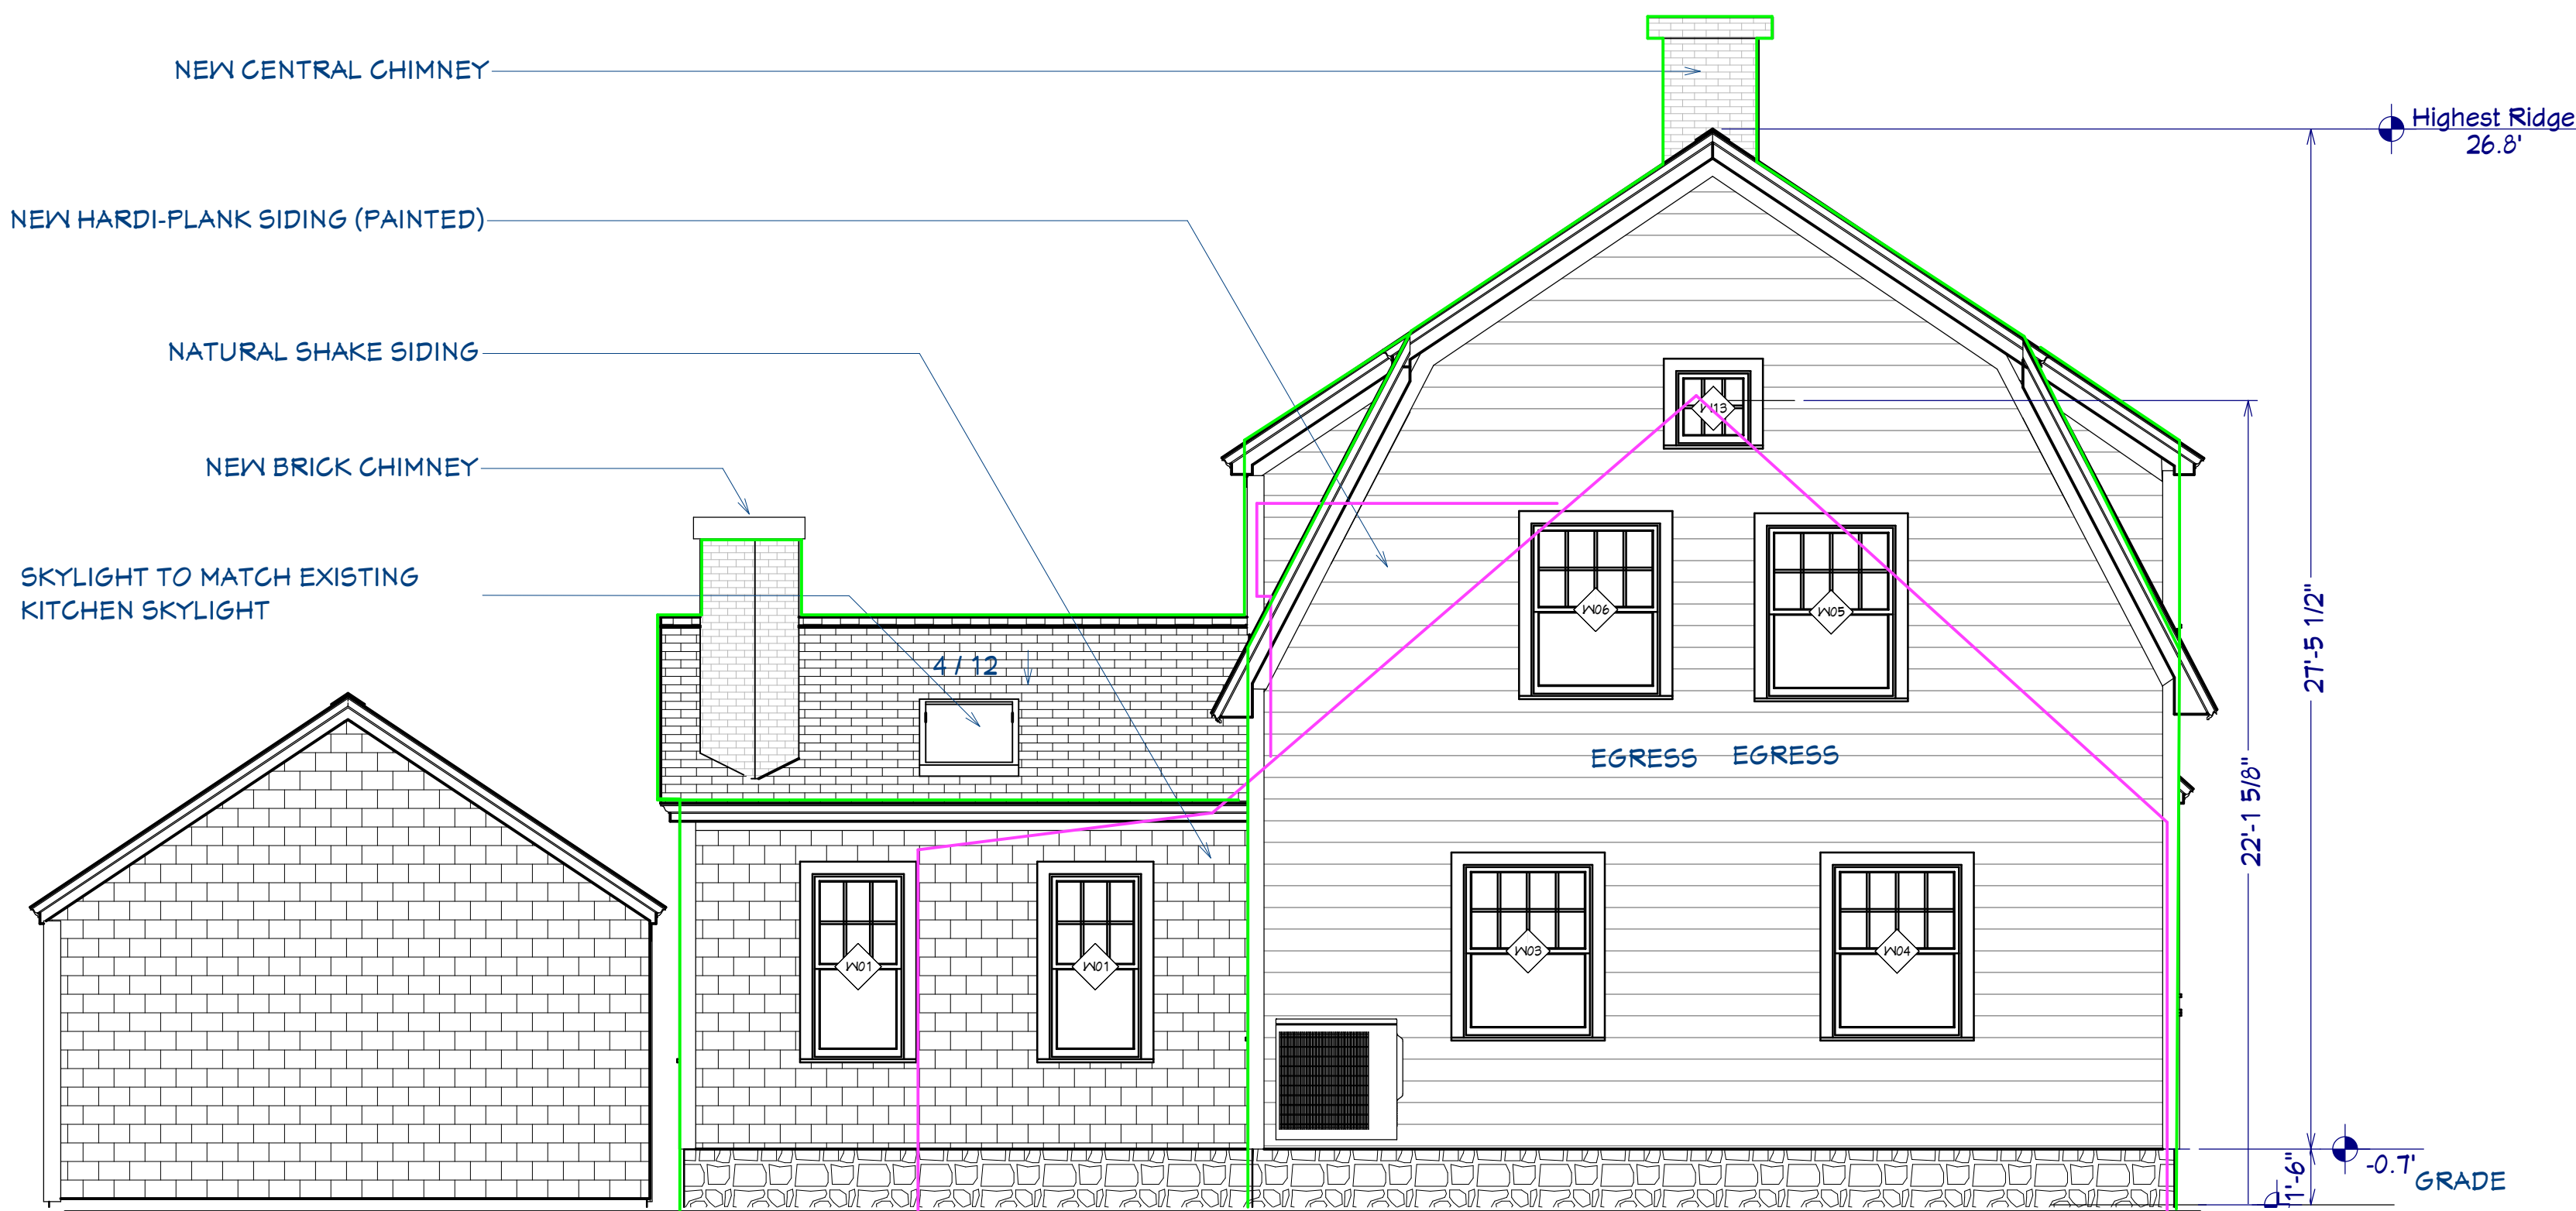 NEW CENTRAL CHIMNEY
Highest Ridge
26.8'
NEW HARDI-PLANK SIDING (PAINTED)
NATURAL SHAKE SIDING
W13
NEW BRICK CHIMNEY
SKYLIGHT TO MATCH EXISTING
KITCHEN SKYLIGHT
W06
W05
27'-5 1/2"
4 / 12
EGRESS
EGRESS
22'-1 5/8"
W01
W01
W03
W04
-0.7'
GRADE
1'-6"